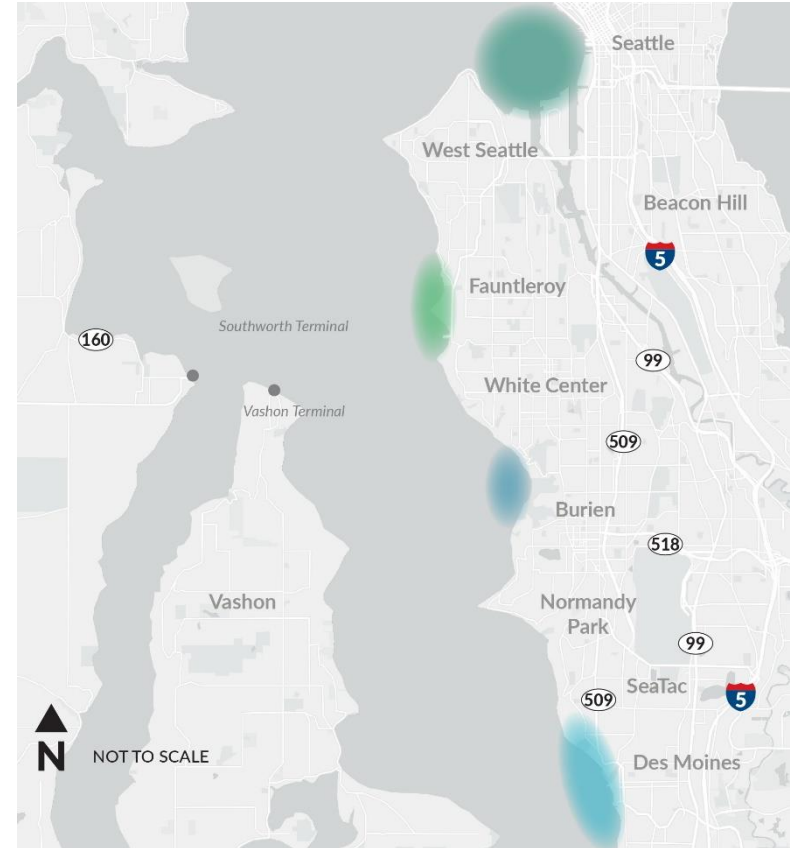 Seattle
West Seattle
Beacon Hill
5
Fauntleroy
Southworth Terminal
160
99
White Center
Vashon Terminal
509
Burien
518
Vashon
Normandy
Park
99
SeaTac
5
509
N NOT TO SCALE
Des Moines